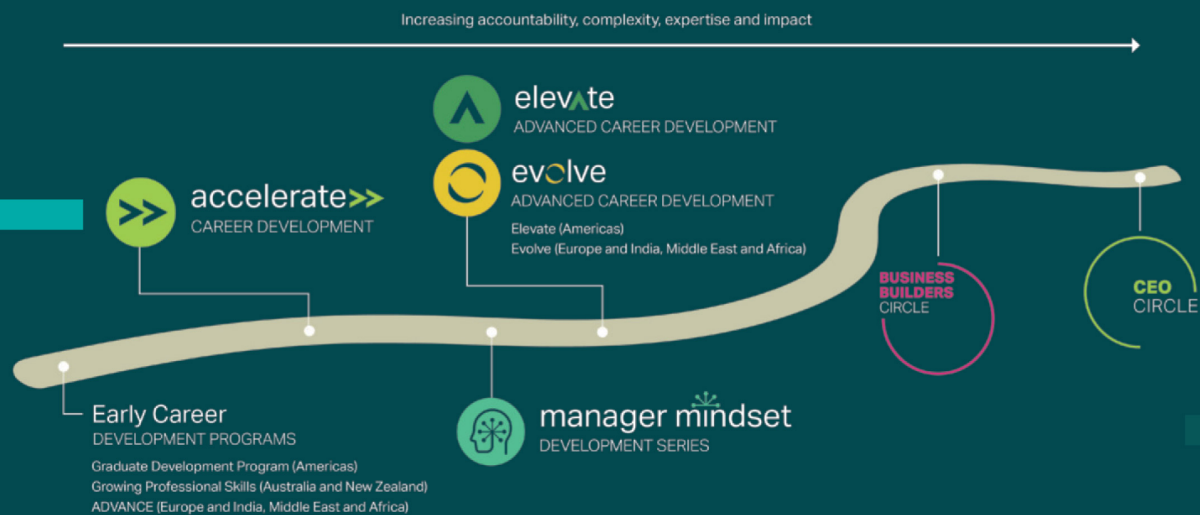 Increasing accountability, complexity, expertise and impact
elevate
ADVANCED CAREER DEVELOPMENT
evolve
ADVANCED CAREER DEVELOPMENT
Elevate (Americas)
Evolve (Europe and India, Middle East and Africa)
accelerate>>
CAREER DEVELOPMENT
BUSINESS
BUILDERS
CIRCLE
CEO
CIRCLE
Early Career
DEVELOPMENT PROGRAMS
Graduate Development Program (Americas)
Growing Professional Skills (Australia and New Zealand)
ADVANCE (Europe and India, Middle East and Africa)
manager mindset
DEVELOPMENT SERIES